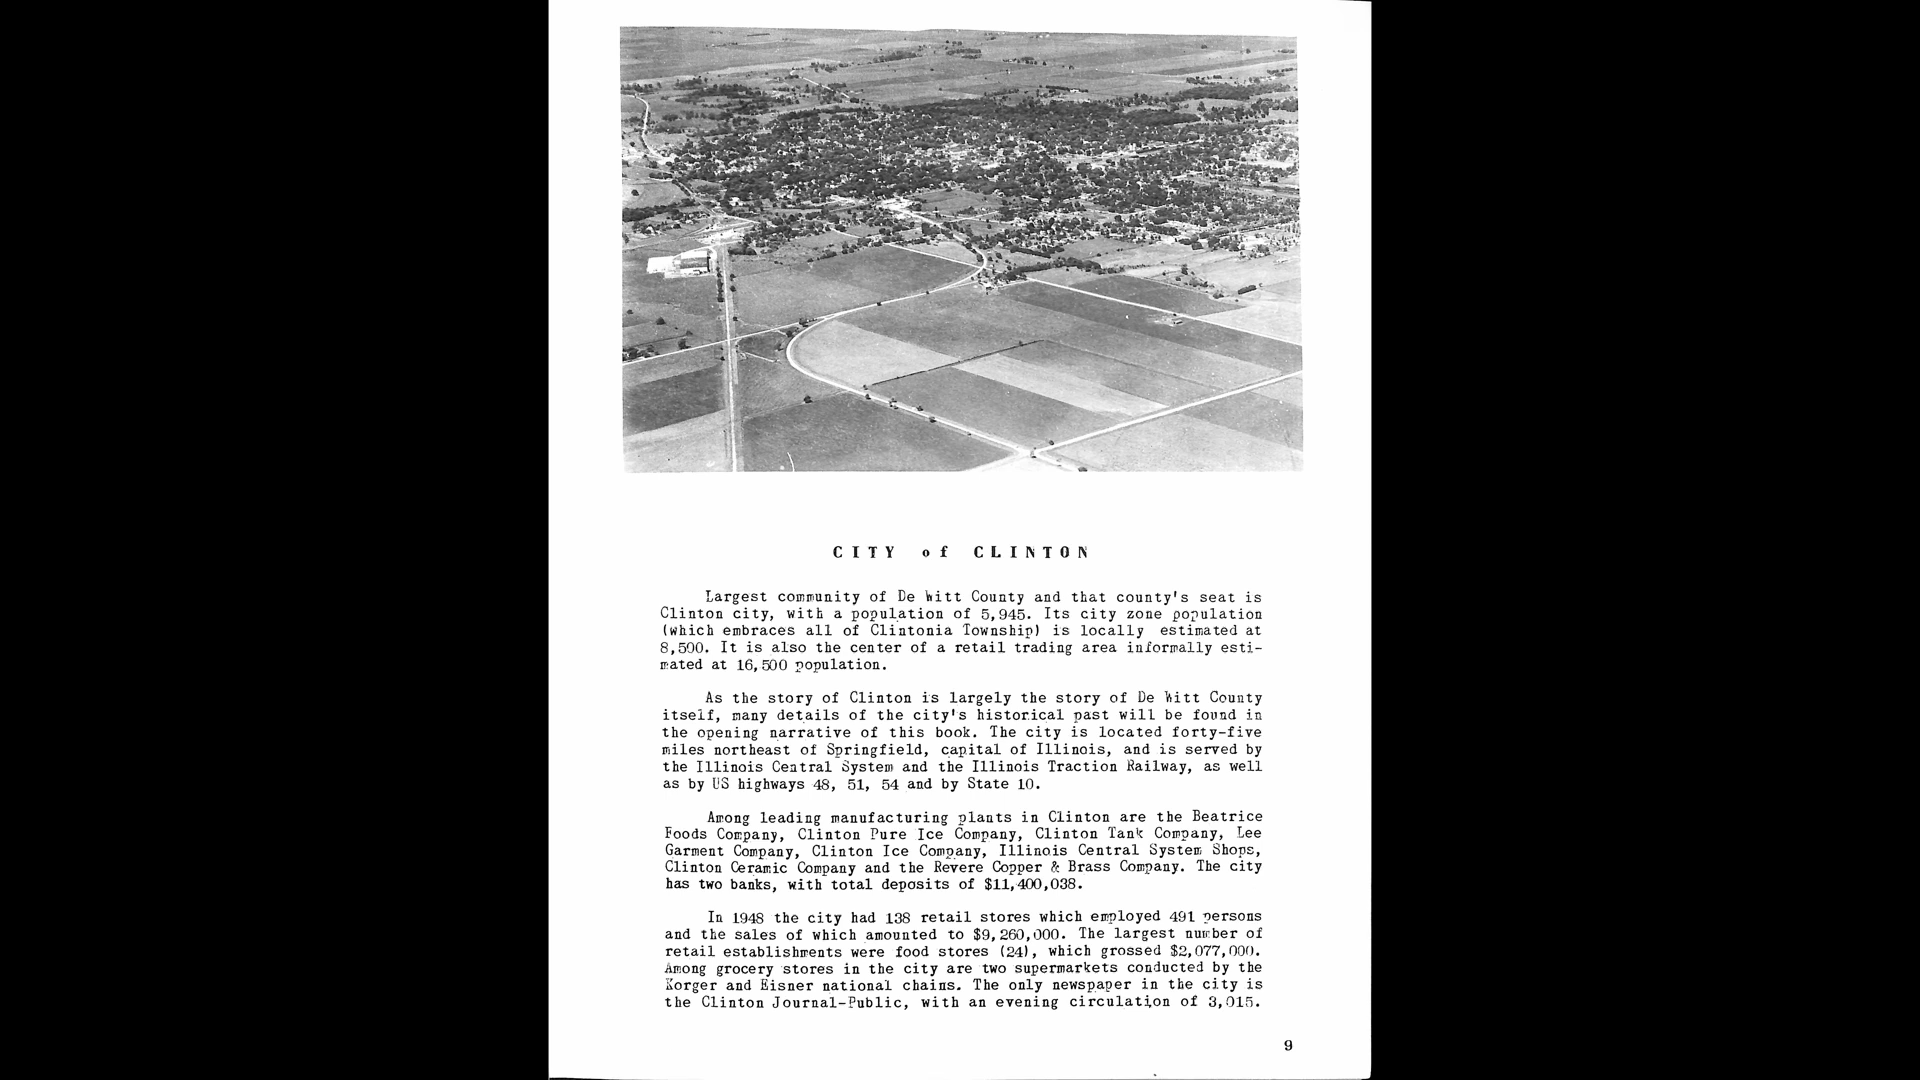 CITY of CLINTON
Largest community of De Witt County and that county's seat is
Clinton city, with a population of 5,945. Its city zone population
(which embraces all of Clintonia Township) is locally estimated at
8,500. It is also the center of a retail trading area informally esti-
mated at 16,500 population.
As the story of Clinton is largely the story of De Witt County
itself, many details of the city's historical past will be found in
the opening narrative of this book. The city is located forty-five
miles northeast of Springfield, capital of Illinois, and is served by
the Illinois Central System and the Illinois Traction Railway, as well
as by US highways 48, 51, 54 and by State 10.
Among leading manufacturing plants in Clinton are the Beatrice
Foods Company, Clinton Pure Ice Company, Clinton Tank Company, Lee
Garment Company, Clinton Ice Company, Illinois Central System Shops,
Clinton Ceramic Company and the Revere Copper & Brass Company. The city
has two banks, with total deposits of $11,400,038.
In 1948 the city had 138 retail stores which employed 491 persons
and the sales of which amounted to $9,260,000. The largest number of
retail establishments were food stores (24), which grossed $2,077,000.
Among grocery stores in the city are two supermarkets conducted by the
Korger and Eisner national chains. The only newspaper in the city is
the Clinton Journal-Public, with an evening circulation of 3,015.
9